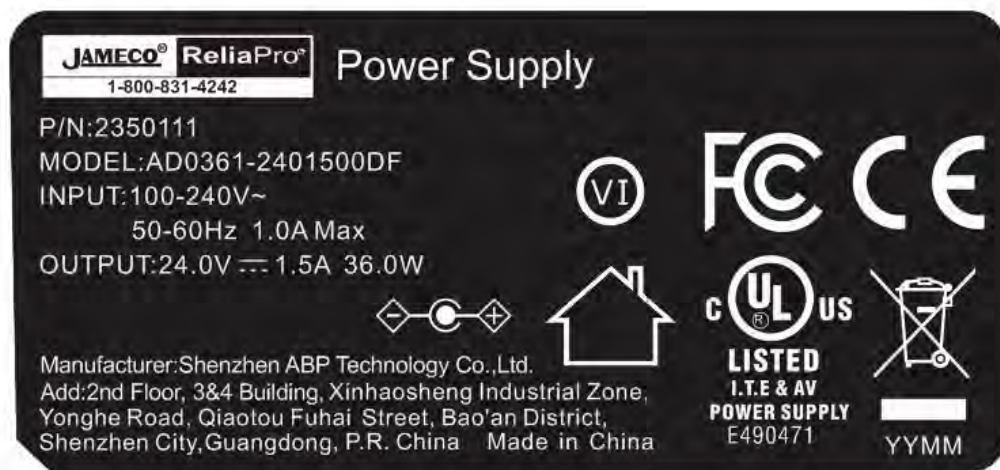 JAMECO® ReliaPro®
1-800-831-4242
Power Supply
P/N:2350111
MODEL:AD0361-2401500DF
INPUT:100-240V~
50-60Hz 1.0A Max
OUTPUT:24.0V ⎓ 1.5A 36.0W
VI
FC CE
C UL® US
LISTED
I.T.E & AV
POWER SUPPLY
E490471
YYMM
Manufacturer:Shenzhen ABP Technology Co.,Ltd.
Add:2nd Floor, 3&4 Building, Xinhaosheng Industrial Zone,
Yonghe Road, Qiaotou Fuhai Street, Bao'an District,
Shenzhen City,Guangdong, P.R. China Made in China